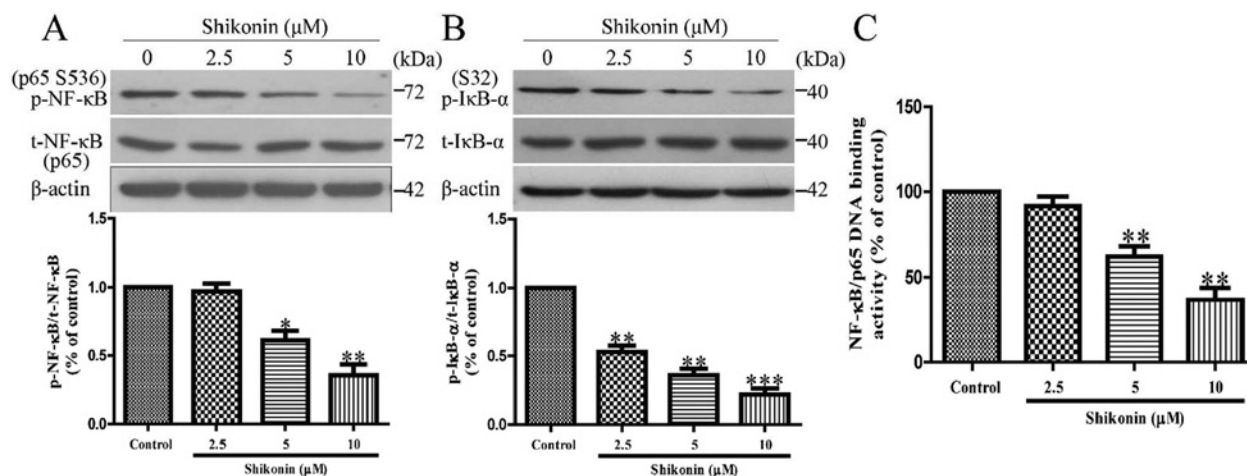 A
Shikonin (μM)
0 2.5 5 10 (kDa)
(p65 S536)
p-NF-κB
72
t-NF-κB
(p65)
72
β-actin
42
1.5
1.0
0.5
0.0
p-NF-κB/t-NF-κB
(% of control)
*
**
Control 2.5 5 10
Shikonin (μM)
B
Shikonin (μM)
0 2.5 5 10 (kDa)
(S32)
p-IκB-α
40
t-IκB-α
40
β-actin
42
1.5
1.0
0.5
0.0
p-IκB-α/t-IκB-α
(% of control)
**
**
***
Control 2.5 5 10
Shikonin (μM)
C
150
100
50
0
NF-κB/p65 DNA binding
activity (% of control)
**
**
Control 2.5 5 10
Shikonin (μM)